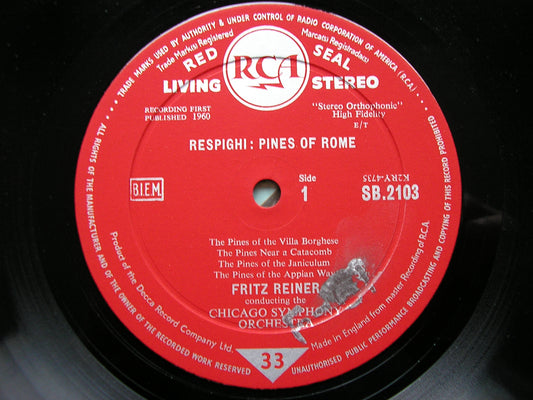 TRADE MARKS USED BY AUTHORITY & UNDER CONTROL OF RADIO CORPORATION OF AMERICA (R.C.A.)
Trade Mark(s) Registered
Marca(s) Registrada(s)
RED SEAL
RCA
LIVING STEREO
RECORDING FIRST
PUBLISHED 1960
"Stereo Orthophonic"
High Fidelity
E/T
RESPIGHI: PINES OF ROME
B.I.E.M.
Side
1
K2RY-4735
SB.2103
The Pines of the Villa Borghese
The Pines Near a Catacomb
The Pines of the Janiculum
The Pines of the Appian Way
FRITZ REINER
conducting the
CHICAGO SYMPHONY
ORCHESTRA
33
Product of the Decca Record Company Ltd.
Made in England from master Recording of R.C.A.
ALL RIGHTS OF THE MANUFACTURER AND OF THE OWNER OF THE RECORDED WORK RESERVED
UNAUTHORISED PUBLIC PERFORMANCE BROADCASTING AND COPYING OF THIS RECORD PROHIBITED